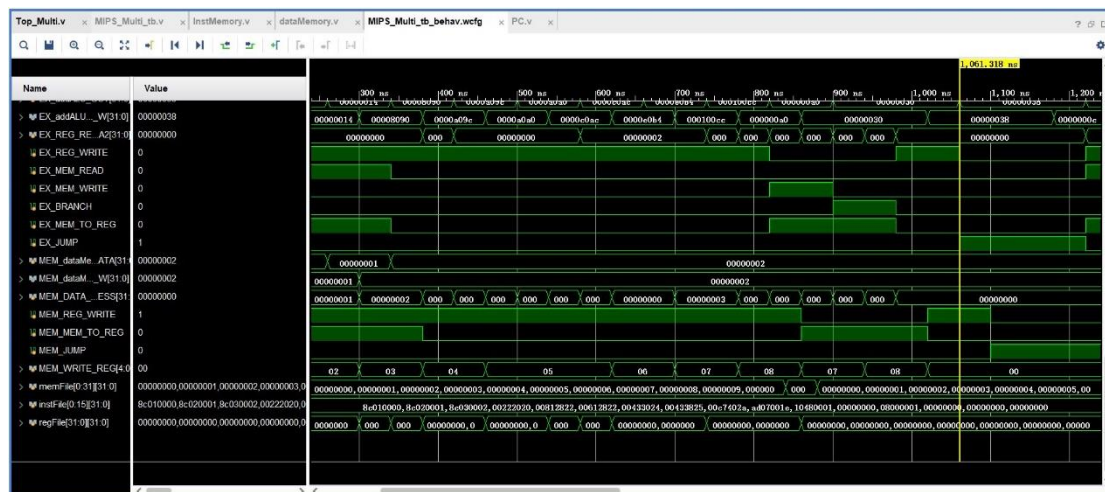 Top_Multi.v × MIPS_Multi_tb.v × InstMemory.v × dataMemory.v × MIPS_Multi_tb_behav.wcfg × PC.v ×
1,061.318 ns
Name Value
300 ns 400 ns 500 ns 600 ns 700 ns 800 ns 900 ns 1,000 ns 1,100 ns 1,200
EX_addALU..._W[31:0] 00000038 00000014 00008090 0000a09c 0000a0a0 0000c0ac 0000c0b4 000100cc 000000a0 00000030 00000038 0000000c
EX_REG_RE...A2[31:0] 00000000 00000000 000 00000000 00000002 000 000 000 000 000 00000000
EX_REG_WRITE 0
EX_MEM_READ 0
EX_MEM_WRITE 0
EX_BRANCH 0
EX_MEM_TO_REG 0
EX_JUMP 1
MEM_dataMe...ATA[31: 00000002 00000001 00000002
MEM_dataM..._W[31:0] 00000002 00000001 00000002
MEM_DATA_...ESS[31: 00000000 00000001 00000002 000 000 000 000 000 000 00000000 00000003 000 000 000 000 000 00000000
MEM_REG_WRITE 1
MEM_MEM_TO_REG 0
MEM_JUMP 0
MEM_WRITE_REG[4:0 00 02 03 04 05 06 07 08 07 08 00
memFile[0:31][31:0] 00000000,00000001,00000002,00000003,0 00000000,00000001,00000002,00000003,00000004,00000005,00000006,00000007,00000008,00000009,000000 000 00000000,00000001,00000002,00000003,00000004,00000005,00
instFile[0:15][31:0] 8c010000,8c020001,8c030002,00222020,0 8c010000,8c020001,8c030002,00222020,00812822,00612822,00433024,00433825,00c7402a,ad07001e,10480001,00000000,08000001,00000000,00000000,00000000
regFile[31:0][31:0] 00000000,00000000,00000000,00000000,0 0000000 000 000 00000000,0 00000000,0 000 000 00000000,0000000 00000000,0000000 00000000,00000000,00000000,00000000,00000000,00000